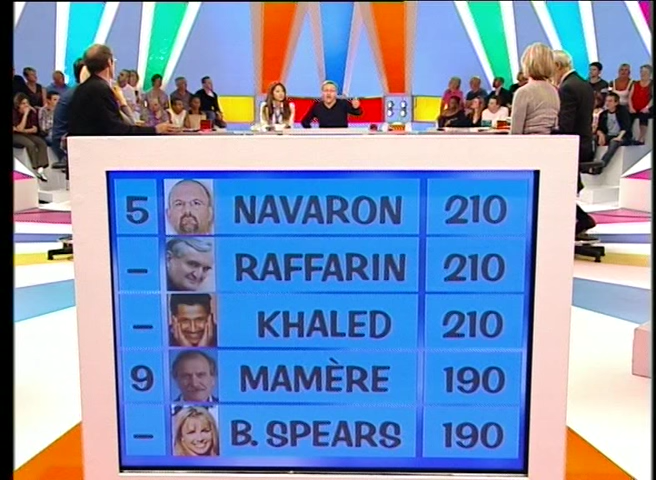 5 NAVARON 210
– RAFFARIN 210
– KHALED 210
9 MAMÈRE 190
– B. SPEARS 190